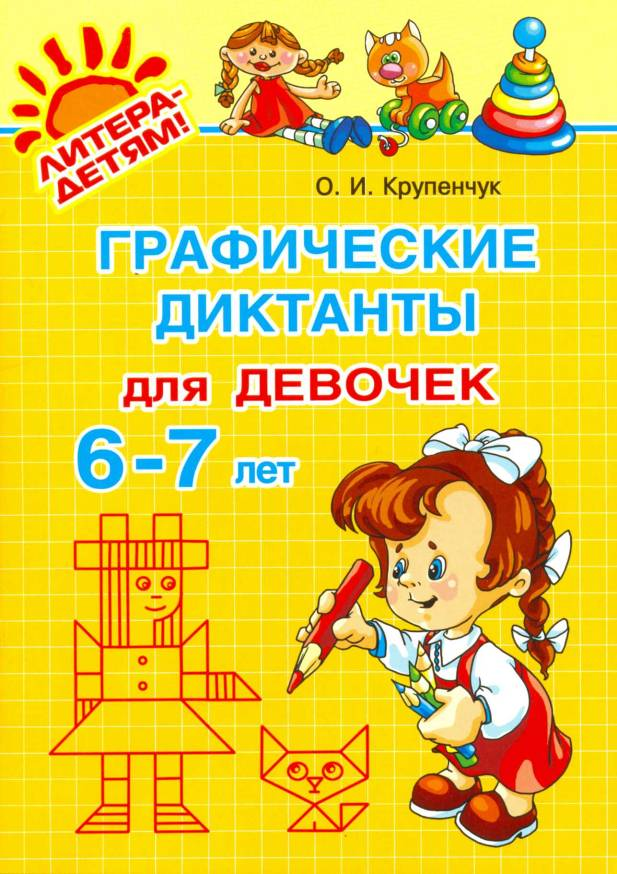 ЛИТЕРА-
ДЕТЯМ!
О. И. Крупенчук
ГРАФИЧЕСКИЕ
ДИКТАНТЫ
для ДЕВОЧЕК
6-7 лет